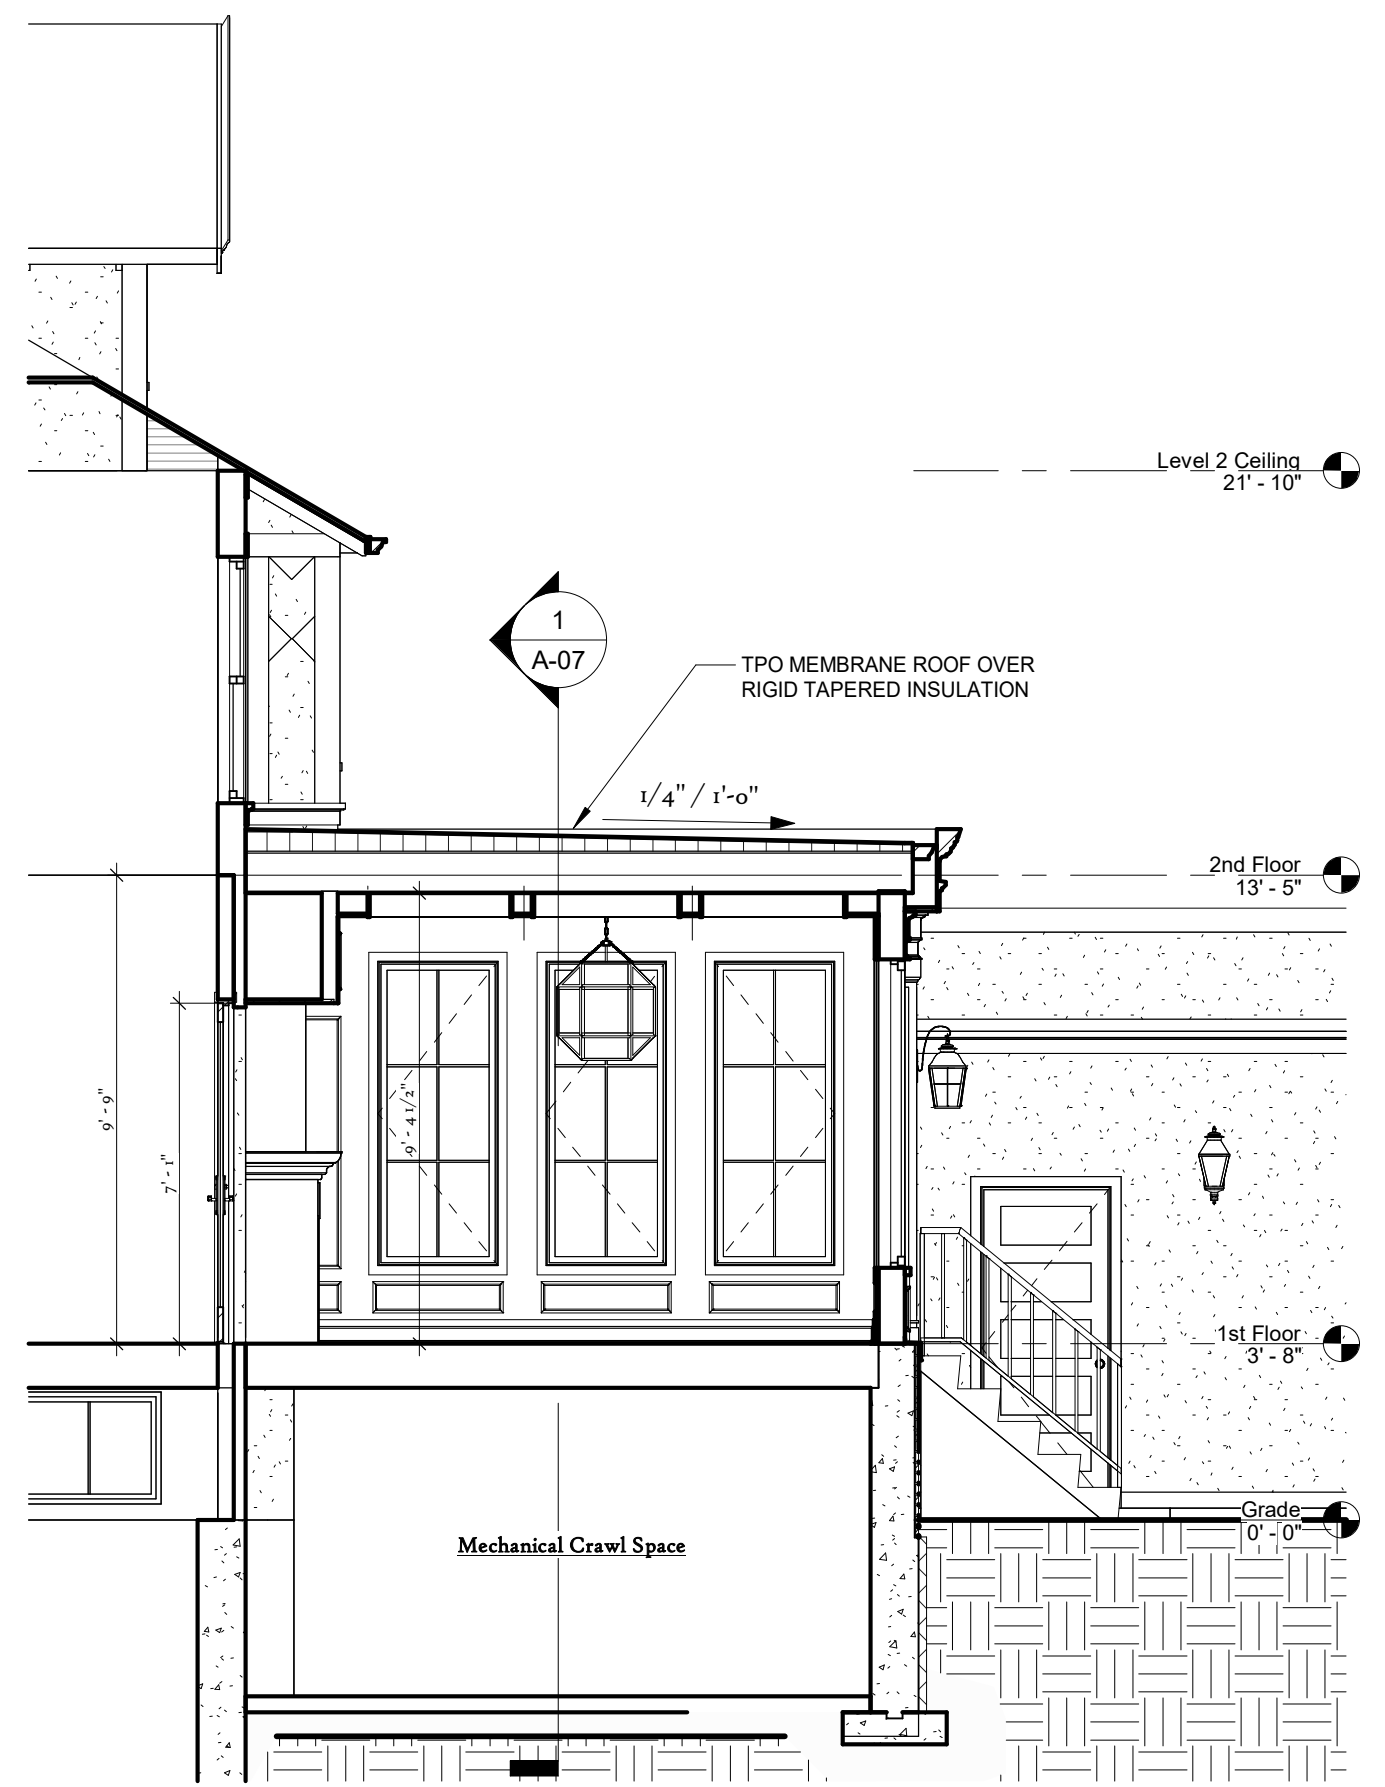 Level 2 Ceiling
21' - 10"
1
A-07
TPO MEMBRANE ROOF OVER
RIGID TAPERED INSULATION
1/4" / 1'-0"
2nd Floor
13' - 5"
9' - 9"
7' - 1"
9' - 4 1/2"
1st Floor
3' - 8"
Grade
0' - 0"
Mechanical Crawl Space